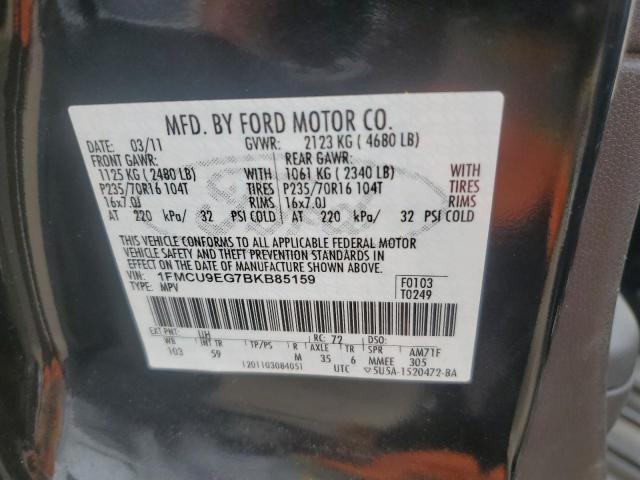 MFD. BY FORD MOTOR CO.
DATE: 03/11 GVWR: 2123 KG ( 4680 LB)
FRONT GAWR: REAR GAWR:
1125 KG ( 2480 LB) WITH 1061 KG ( 2340 LB) WITH
P235/70R16 104T TIRES P235/70R16 104T TIRES
16x7.0J RIMS 16x7.0J RIMS
AT 220 kPa/ 32 PSI COLD AT 220 kPa/ 32 PSI COLD
THIS VEHICLE CONFORMS TO ALL APPLICABLE FEDERAL MOTOR
VEHICLE SAFETY AND THEFT PREVENTION STANDARDS IN
EFFECT ON THE DATE OF MANUFACTURE SHOWN ABOVE.
VIN: 1FMCU9EG7BKB85159 F0103
TYPE: MPV T0249
EXT PNT: UH RC: 72 AM71F
WB INT TR TP/PS R AXLE TR SPR
103 59 M 35 6 MMEE 305
1201103084051 UTC 5U5A-1520472-BA